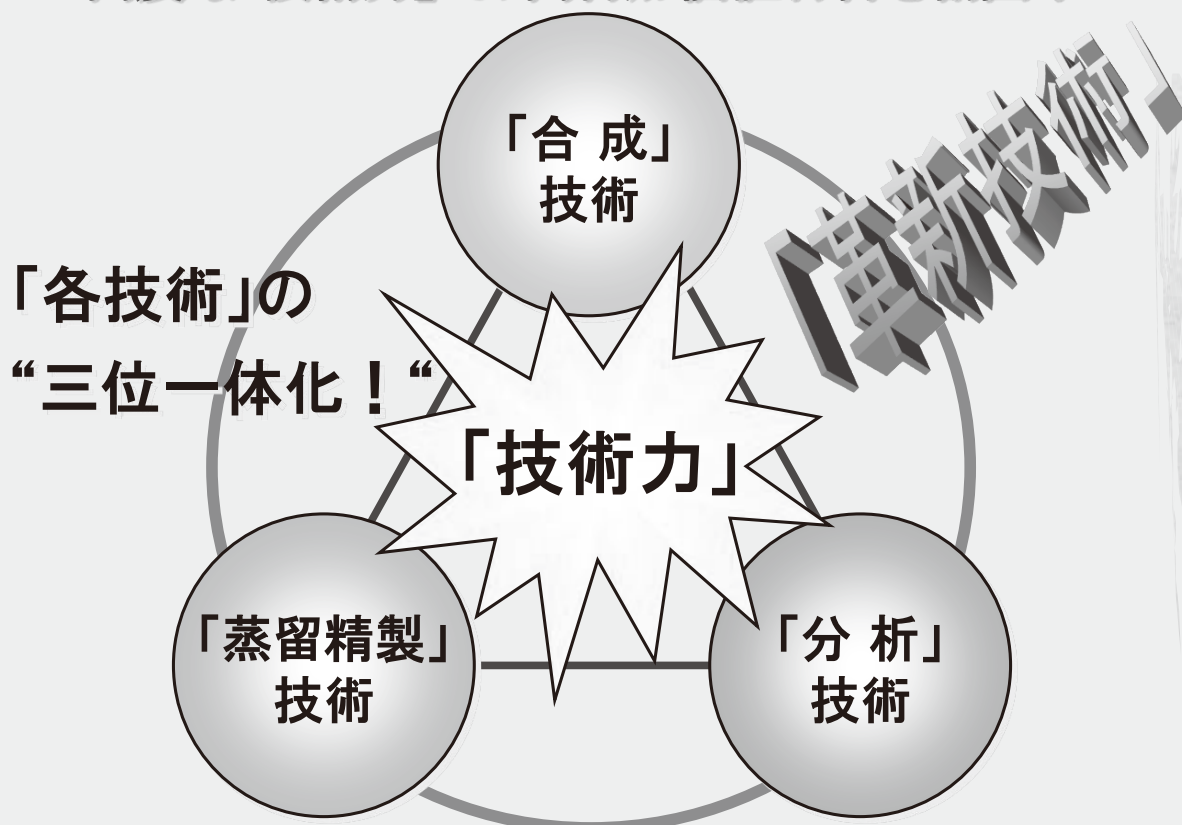 「合 成」
技術
「革新技術」
「各技術」の
“三位一体化！“
「技術力」
「蒸留精製」
技術
「分 析」
技術